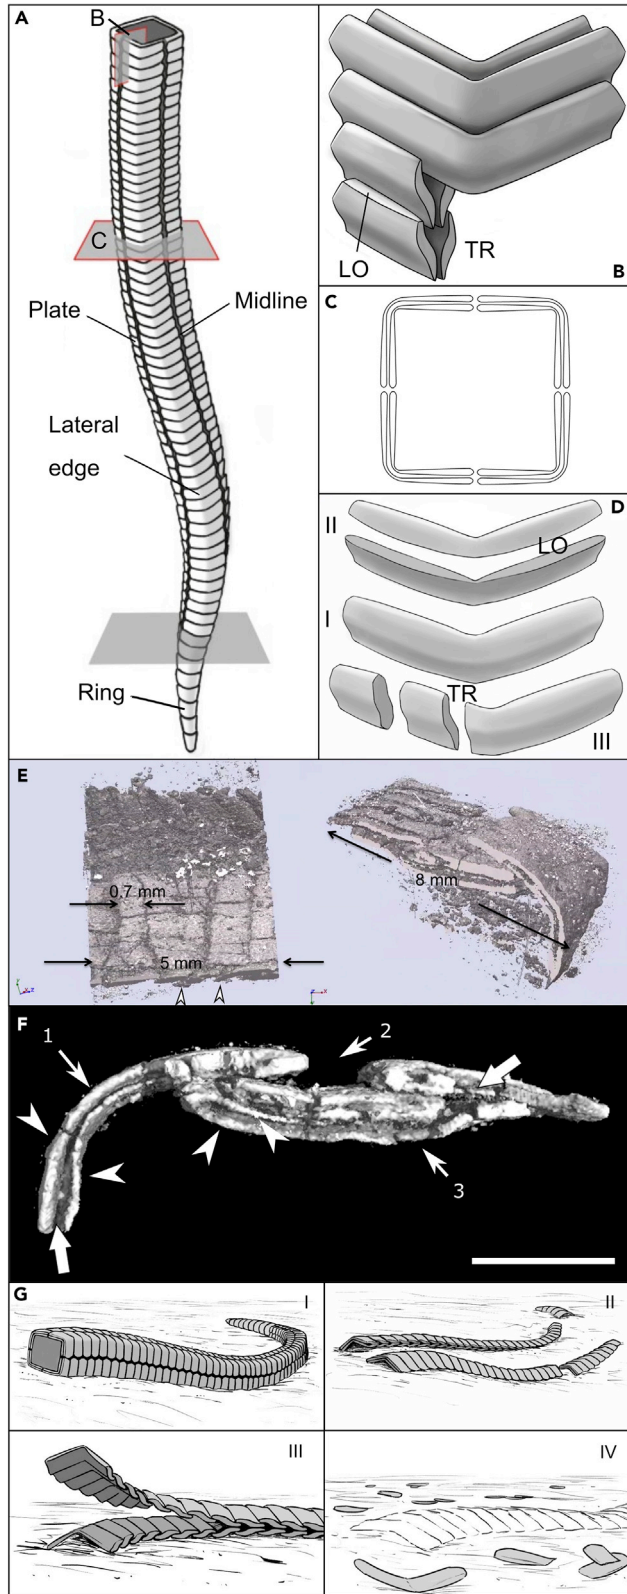 A
B
C
Plate
Midline
Lateral
edge
Ring
LO
TR
B
C
D
II
LO
I
TR
III
E
0.7 mm
5 mm
8 mm
F
1
2
3
G
I
II
III
IV